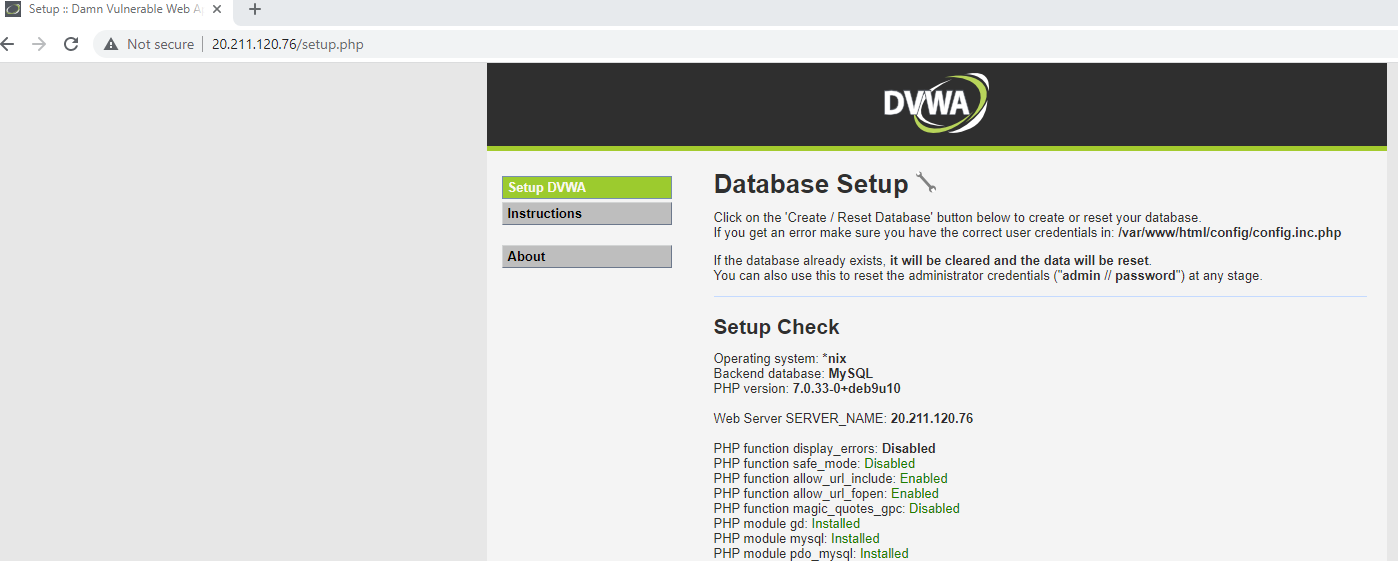 Setup :: Damn Vulnerable Web
Not secure 20.211.120.76/setup.php
DVWA
Setup DVWA
Instructions
About
Database Setup
Click on the 'Create / Reset Database' button below to create or reset your database.
If you get an error make sure you have the correct user credentials in: /var/www/html/config/config.inc.php
If the database already exists, it will be cleared and the data will be reset.
You can also use this to reset the administrator credentials ("admin // password") at any stage.
Setup Check
Operating system: *nix
Backend database: MySQL
PHP version: 7.0.33-0+deb9u10
Web Server SERVER_NAME: 20.211.120.76
PHP function display_errors: Disabled
PHP function safe_mode: Disabled
PHP function allow_url_include: Enabled
PHP function allow_url_fopen: Enabled
PHP function magic_quotes_gpc: Disabled
PHP module gd: Installed
PHP module mysql: Installed
PHP module pdo_mysql: Installed